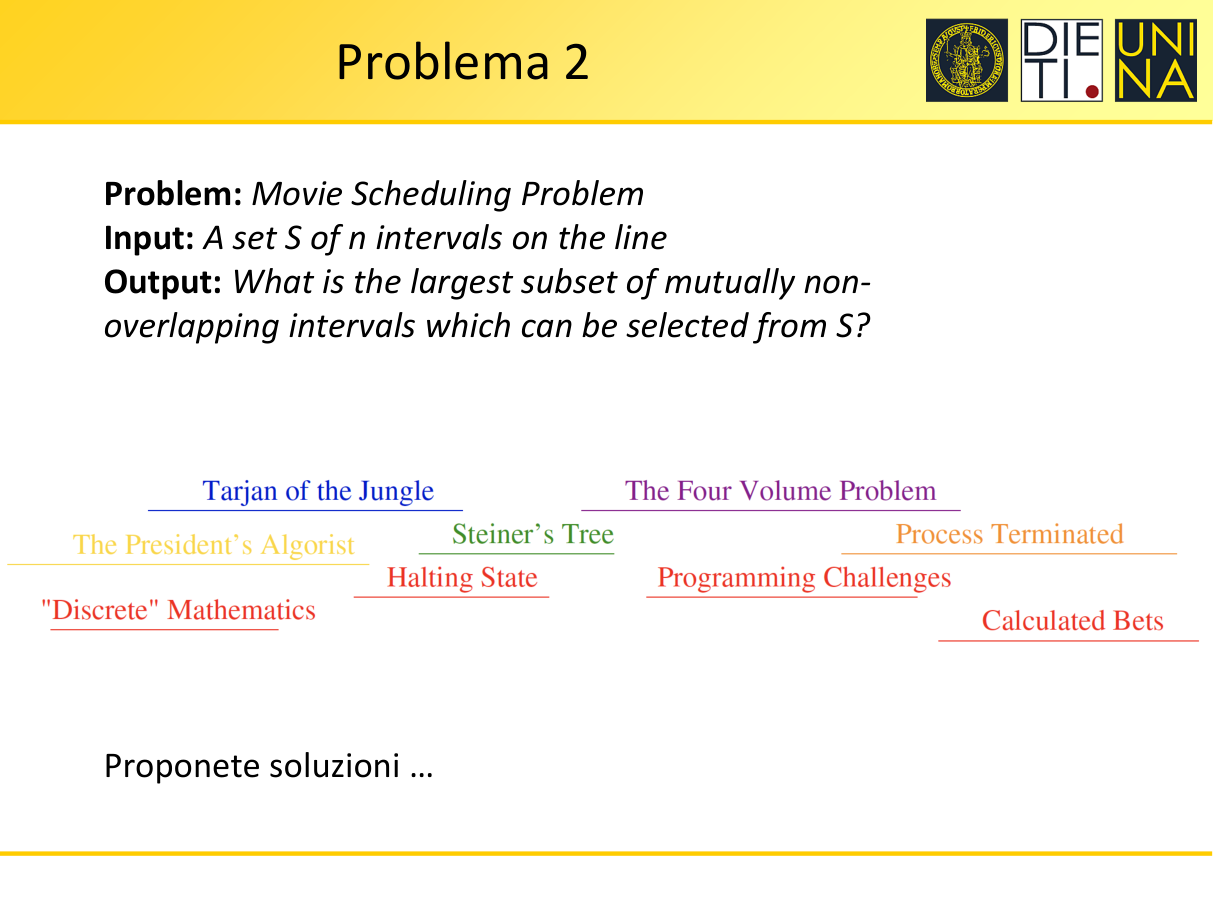 Problema 2
DIE
TI.
UNI
NA
Problem: Movie Scheduling Problem
Input: A set S of n intervals on the line
Output: What is the largest subset of mutually non-
overlapping intervals which can be selected from S?
Tarjan of the Jungle
The Four Volume Problem
The President's Algorist
Steiner's Tree
Process Terminated
Halting State
Programming Challenges
"Discrete" Mathematics
Calculated Bets
Proponete soluzioni …